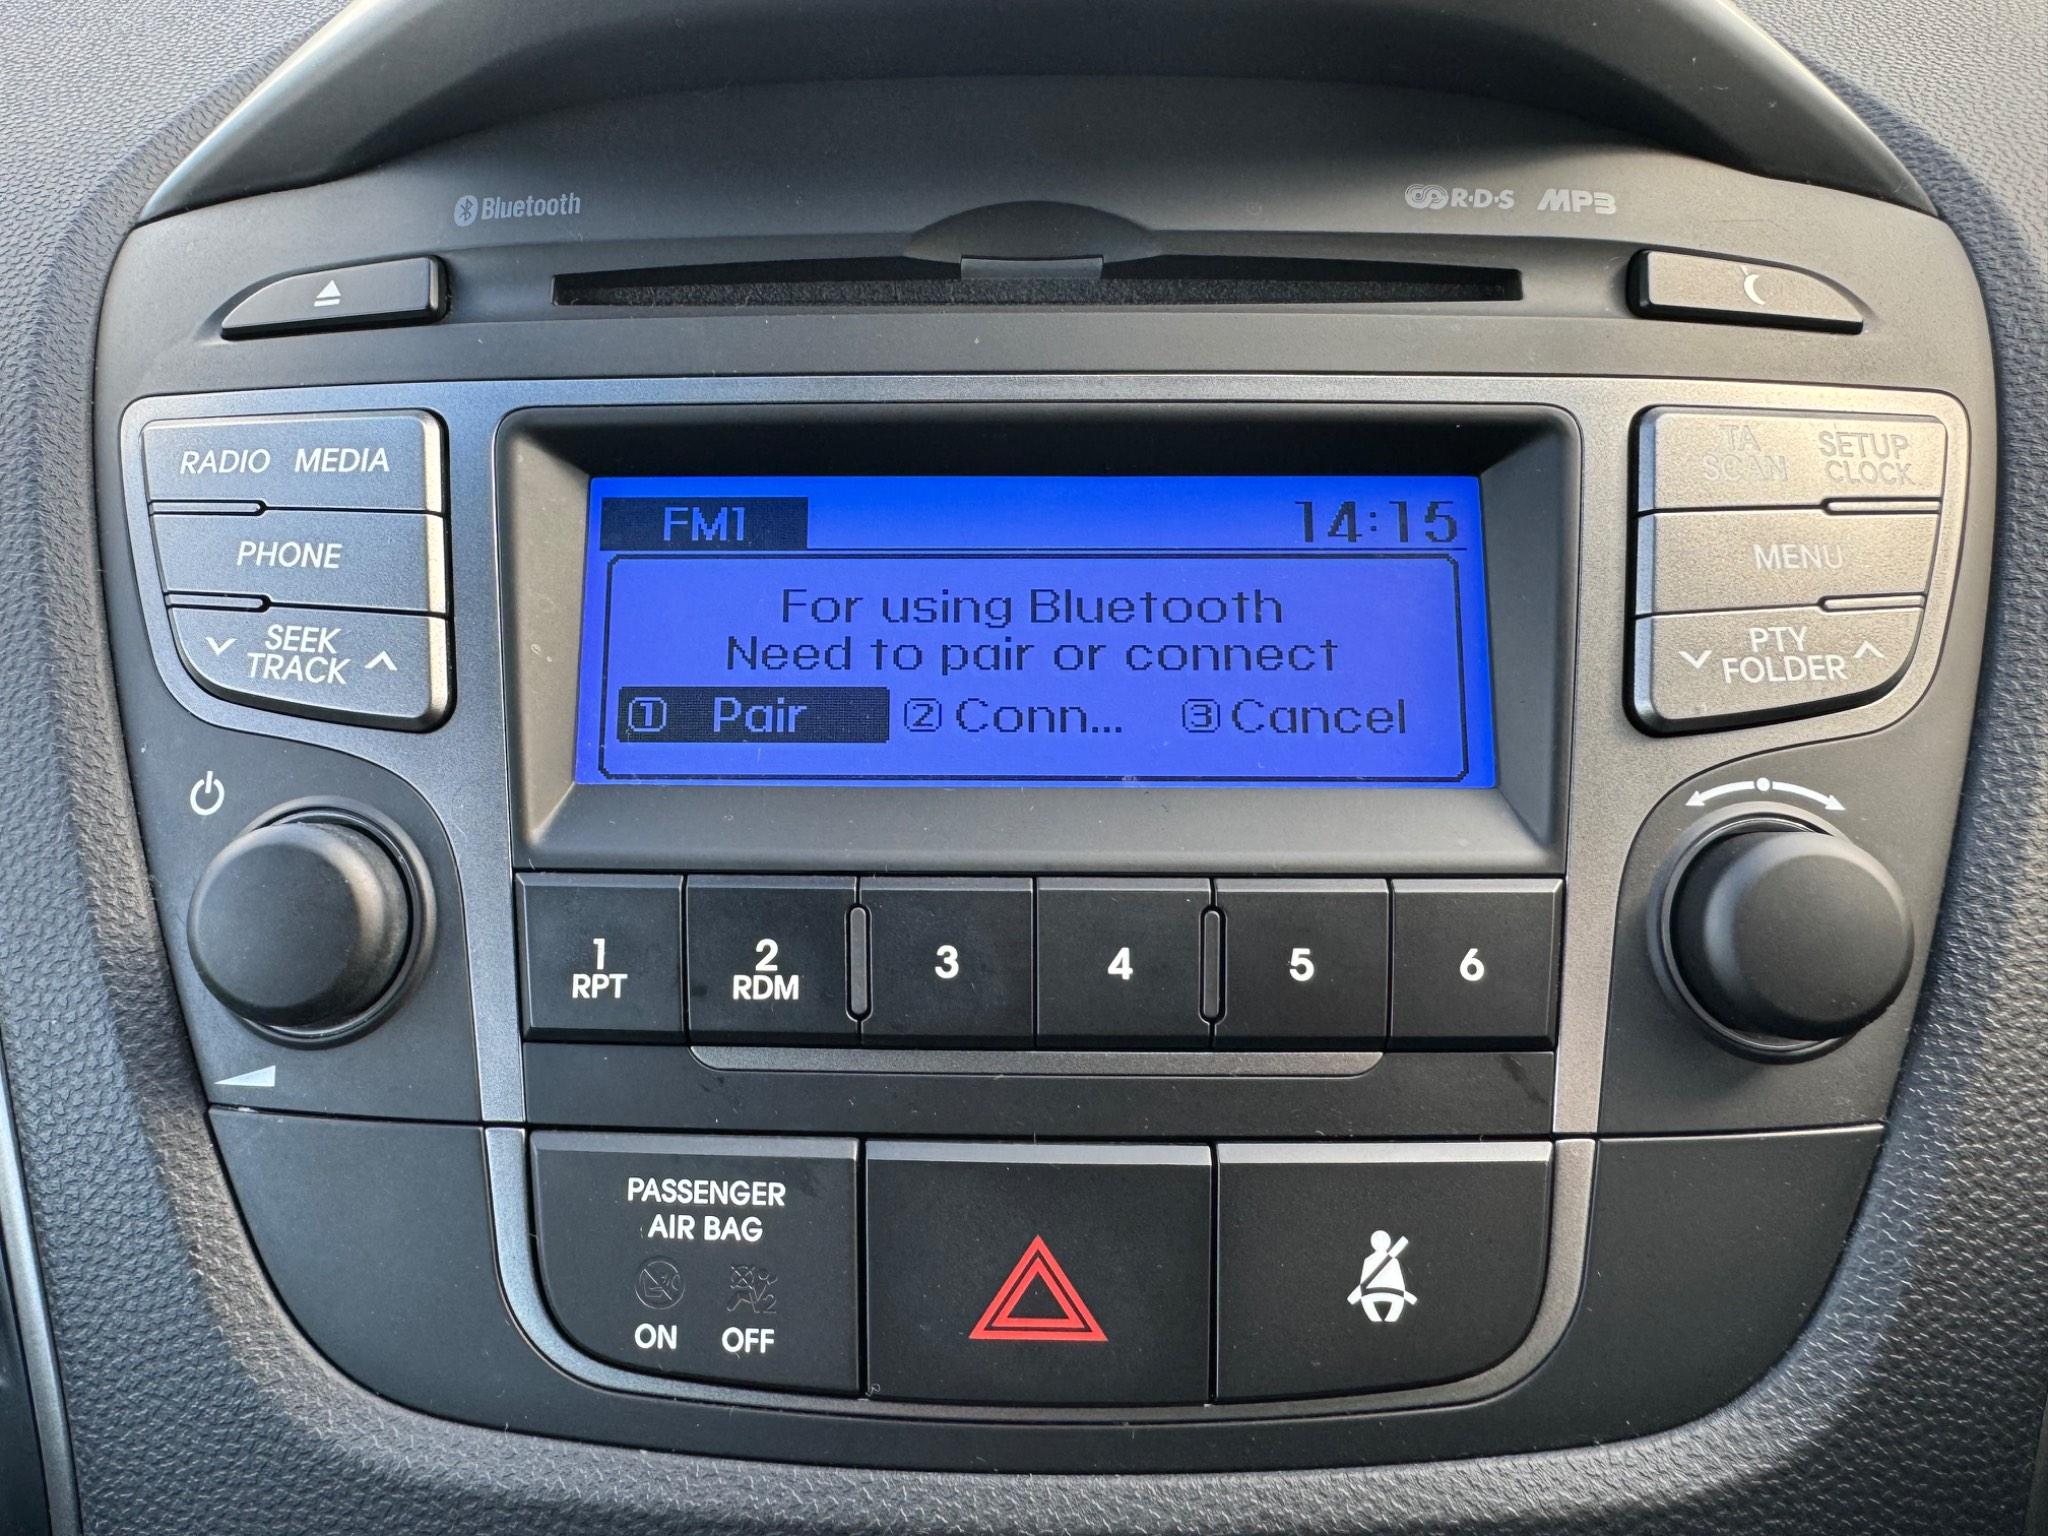 Bluetooth
R·D·S MP3
RADIO MEDIA
PHONE
SEEK
TRACK
FM1 14:15
For using Bluetooth
Need to pair or connect
① Pair ② Conn... ③ Cancel
TA
SCAN
SETUP
CLOCK
MENU
PTY
FOLDER
1
RPT
2
RDM
3
4
5
6
PASSENGER
AIR BAG
ON OFF